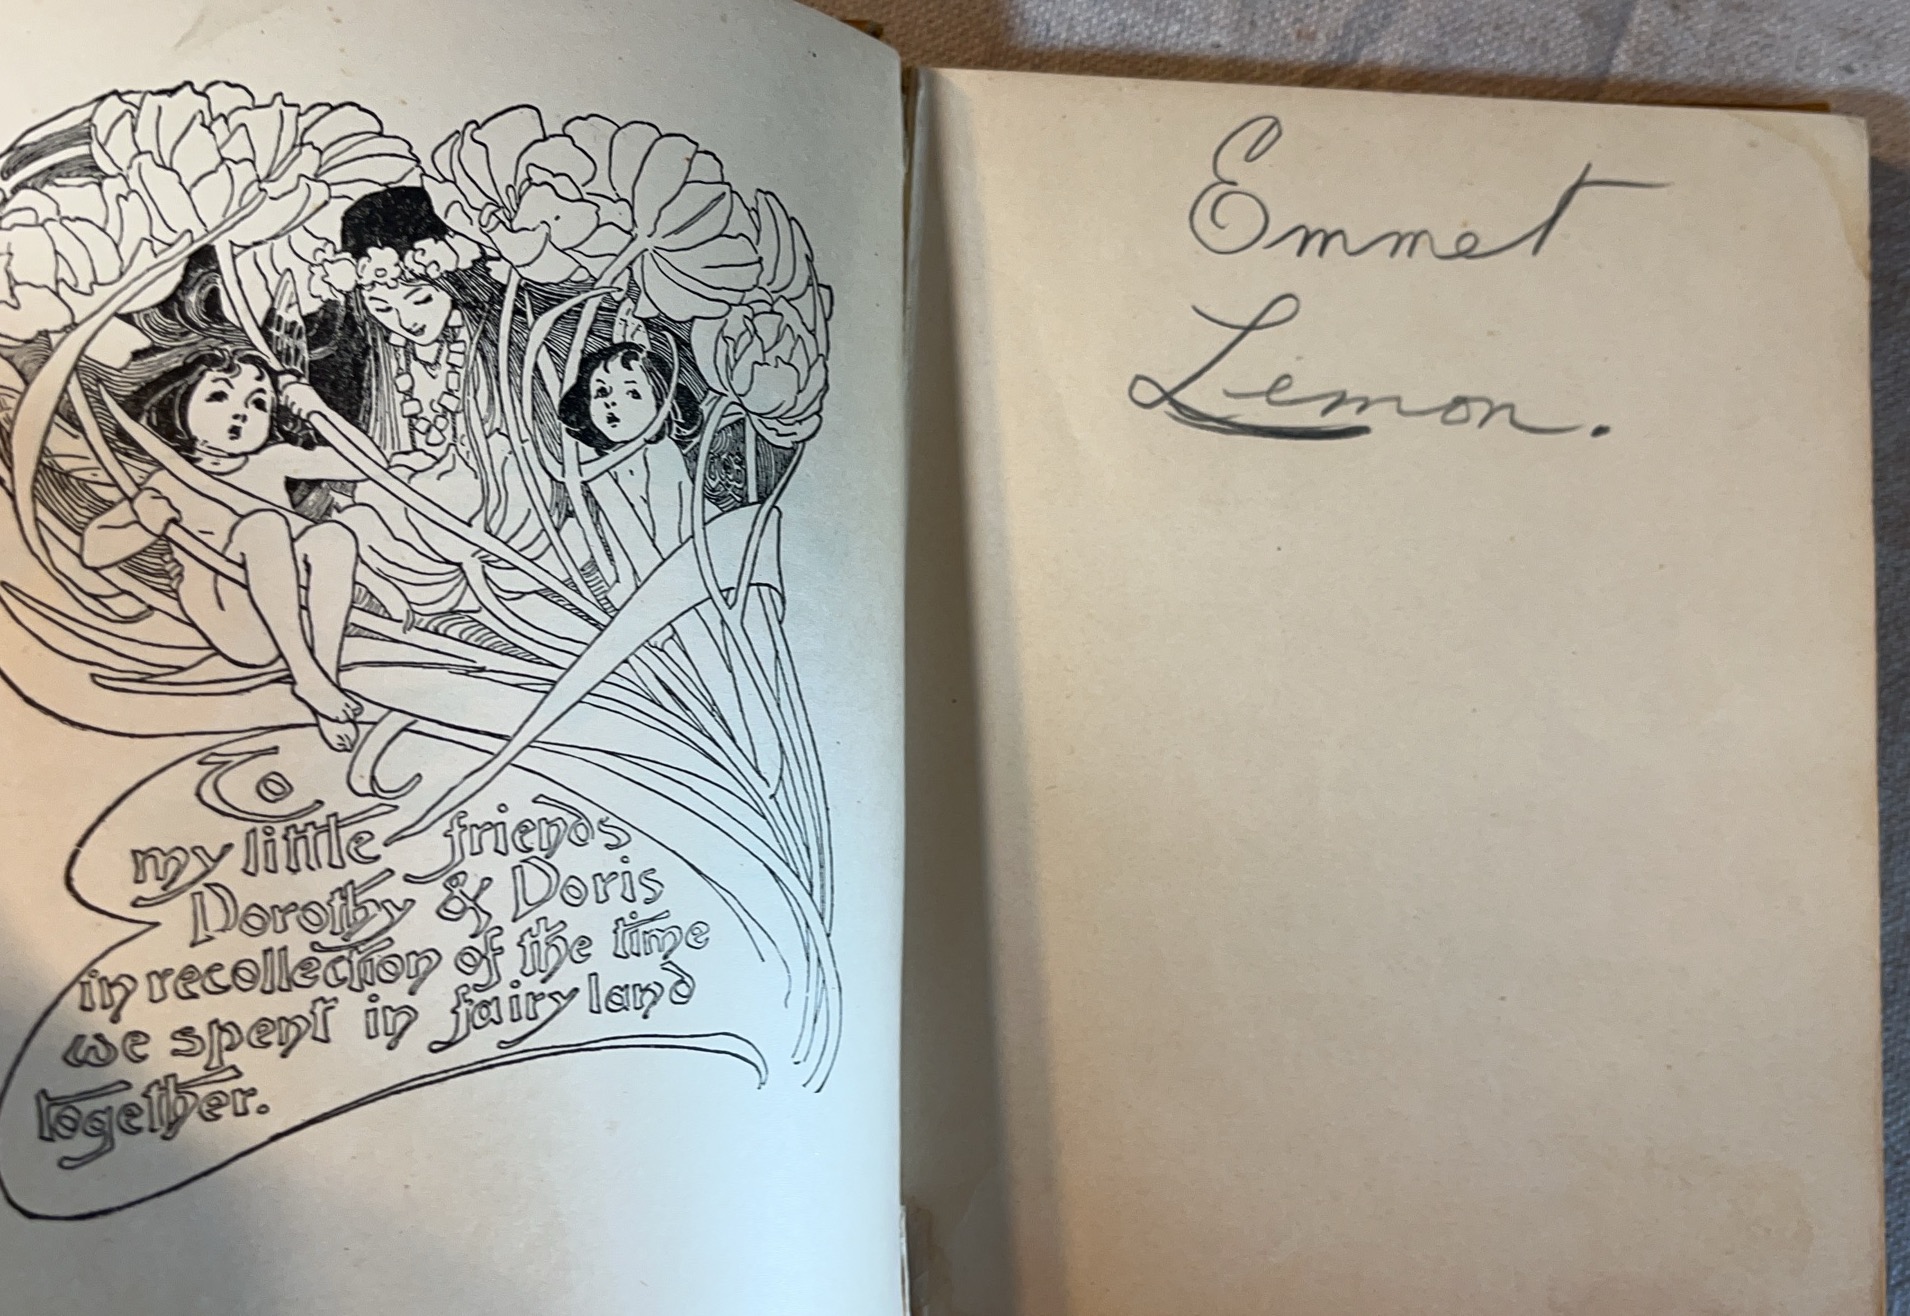 To
my little friends
Dorothy & Doris
in recollection of the time
we spent in fairy land
together.
Emmet
Lemon.